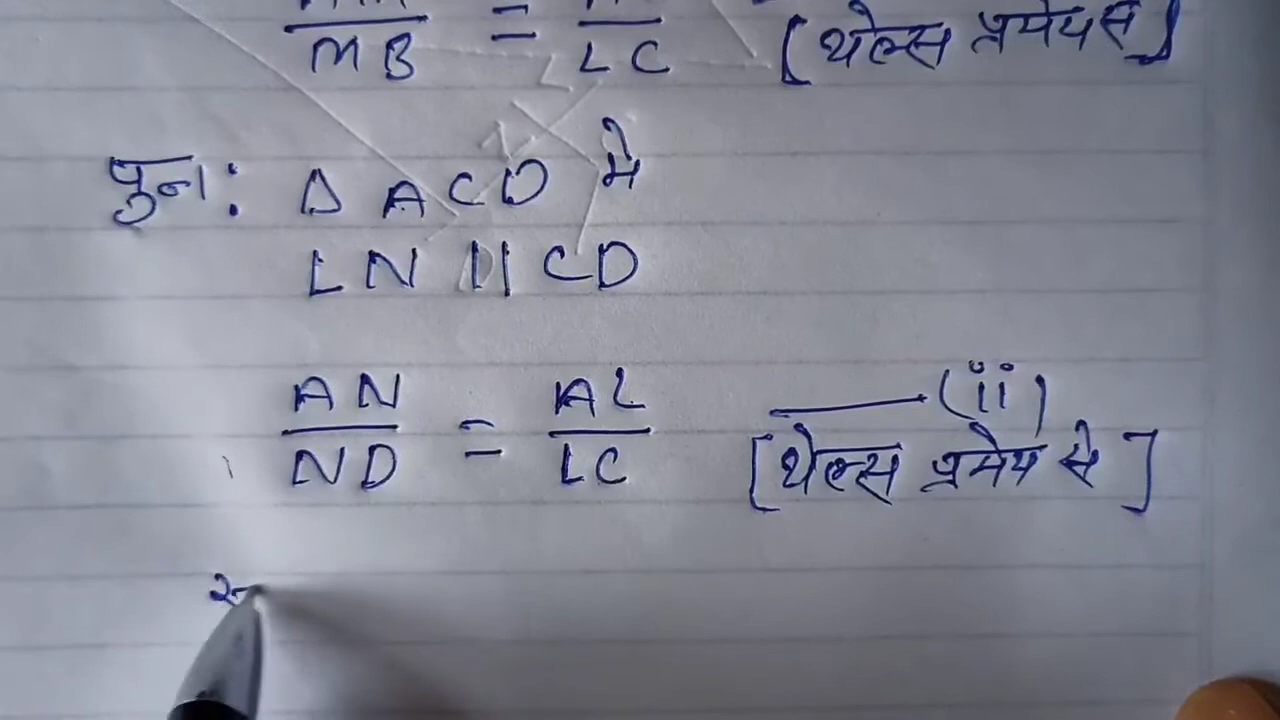 MB = LC [थेल्स प्रमेय से]
पुनः Δ ACD मे
LN || CD
AN = AL (ii)
ND LC [थेल्स प्रमेय से]